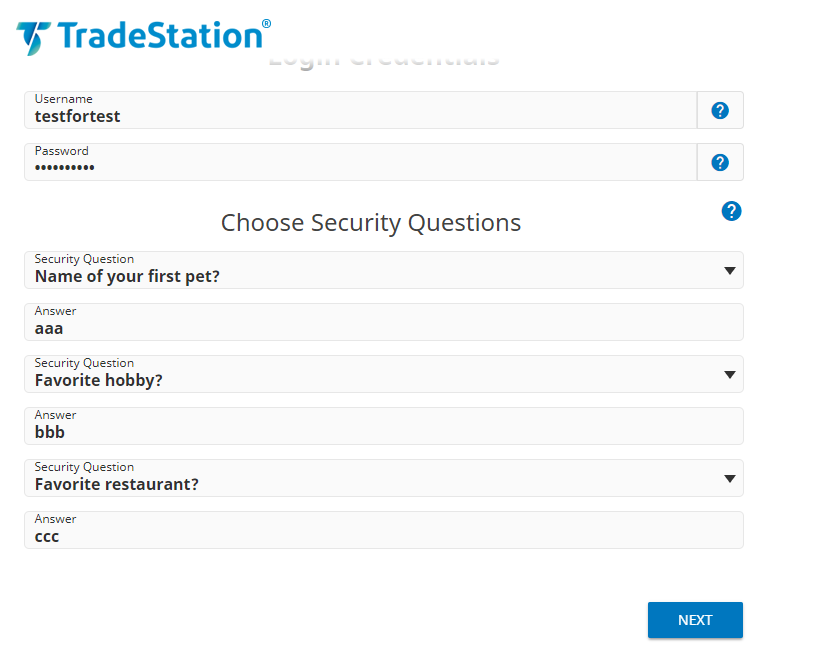 TradeStation®
Login Credentials
Username
testfortest
?
Password
••••••••••
?
Choose Security Questions
?
Security Question
Name of your first pet?
Answer
aaa
Security Question
Favorite hobby?
Answer
bbb
Security Question
Favorite restaurant?
Answer
ccc
NEXT